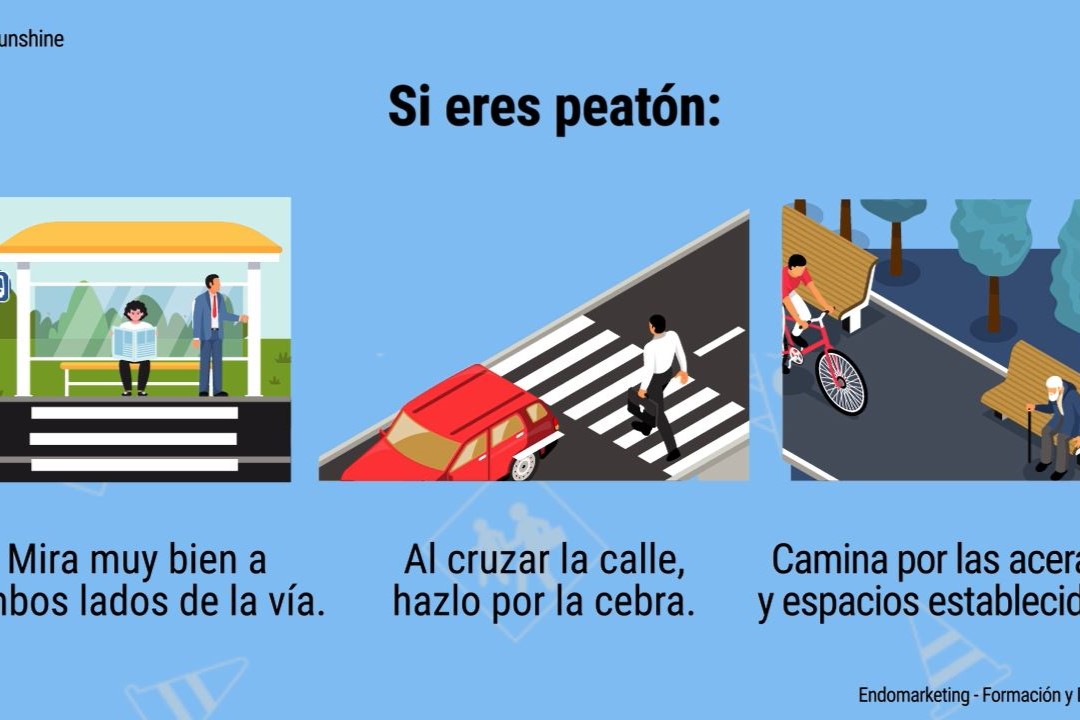 unshine
Si eres peatón:
Mira muy bien a
mbos lados de la vía.
Al cruzar la calle,
hazlo por la cebra.
Camina por las acera
y espacios establecid
Endomarketing - Formación y